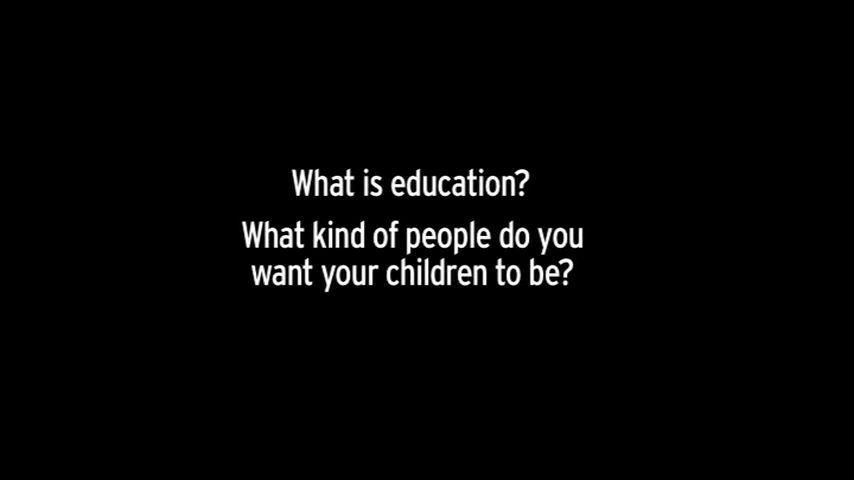 What is education?
What kind of people do you
want your children to be?